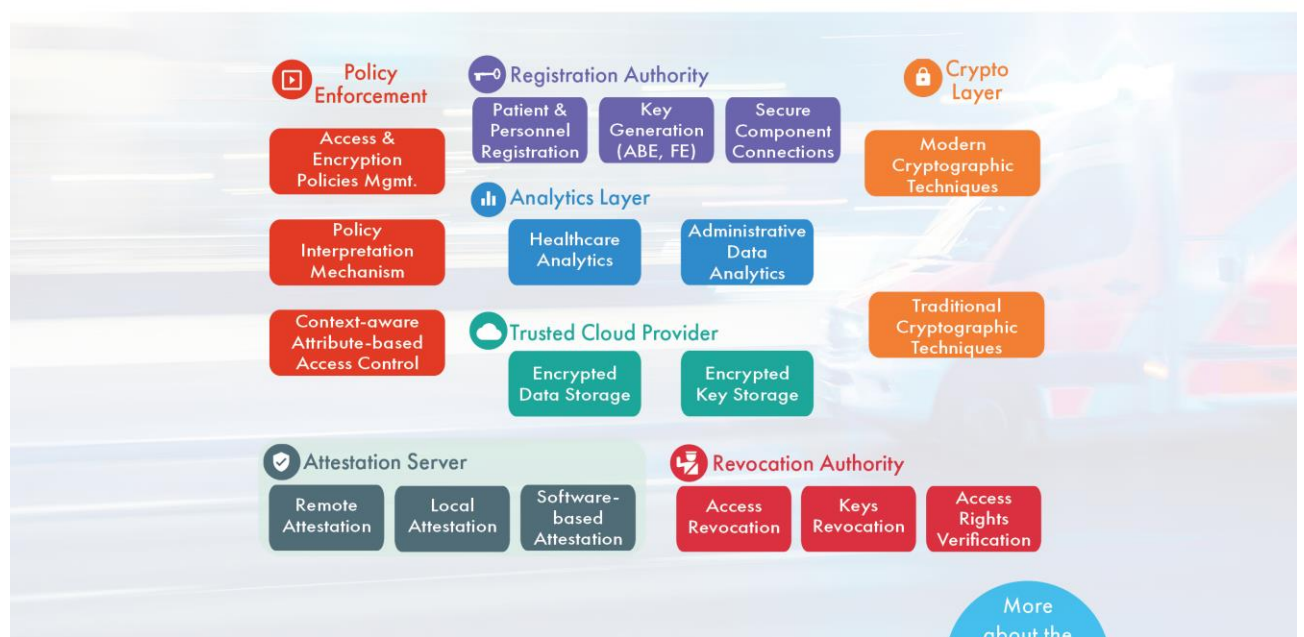 Policy
Enforcement
Access &
Encryption
Policies Mgmt.
Policy
Interpretation
Mechanism
Context-aware
Attribute-based
Access Control
Registration Authority
Patient &
Personnel
Registration
Key
Generation
(ABE, FE)
Secure
Component
Connections
Analytics Layer
Healthcare
Analytics
Administrative
Data
Analytics
Trusted Cloud Provider
Encrypted
Data Storage
Encrypted
Key Storage
Crypto
Layer
Modern
Cryptographic
Techniques
Traditional
Cryptographic
Techniques
Attestation Server
Remote
Attestation
Local
Attestation
Software-
based
Attestation
Revocation Authority
Access
Revocation
Keys
Revocation
Access
Rights
Verification
More
about the